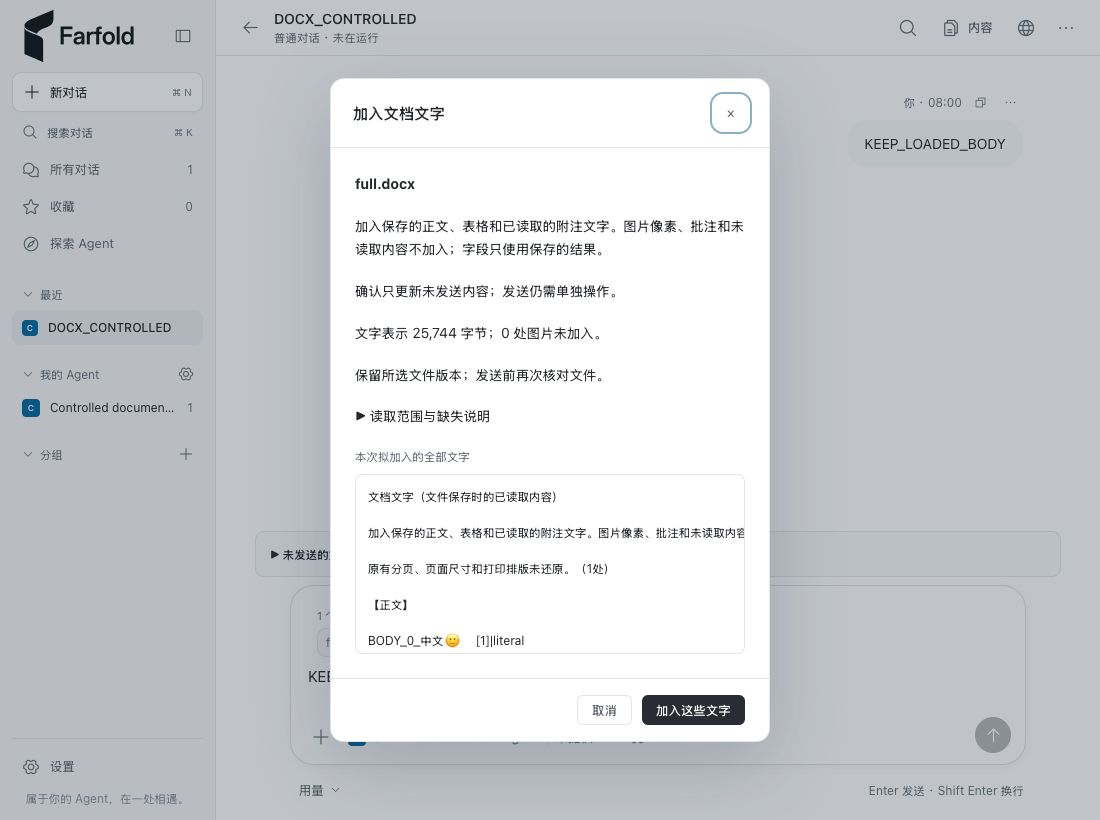 Farfold
新对话
⌘ N
搜索对话
⌘ K
所有对话
1
收藏
0
探索 Agent
最近
C
DOCX_CONTROLLED
我的 Agent
C
Controlled documen...
1
分组
设置
属于你的 Agent，在一处相遇。
DOCX_CONTROLLED
普通对话 · 未在运行
内容
你 · 08:00
KEEP_LOADED_BODY
加入文档文字
full.docx
加入保存的正文、表格和已读取的附注文字。图片像素、批注和未
读取内容不加入；字段只使用保存的结果。
确认只更新未发送内容；发送仍需单独操作。
文字表示 25,744 字节；0 处图片未加入。
保留所选文件版本；发送前再次核对文件。
▶ 读取范围与缺失说明
本次拟加入的全部文字
文档文字（文件保存时的已读取内容）
加入保存的正文、表格和已读取的附注文字。图片像素、批注和未读取内容
原有分页、页面尺寸和打印排版未还原。（1处）
【正文】
BODY_0_中文🙂 [1]|literal
取消
加入这些文字
▶ 未发送的
1
KEE
用量
Enter 发送 · Shift Enter 换行